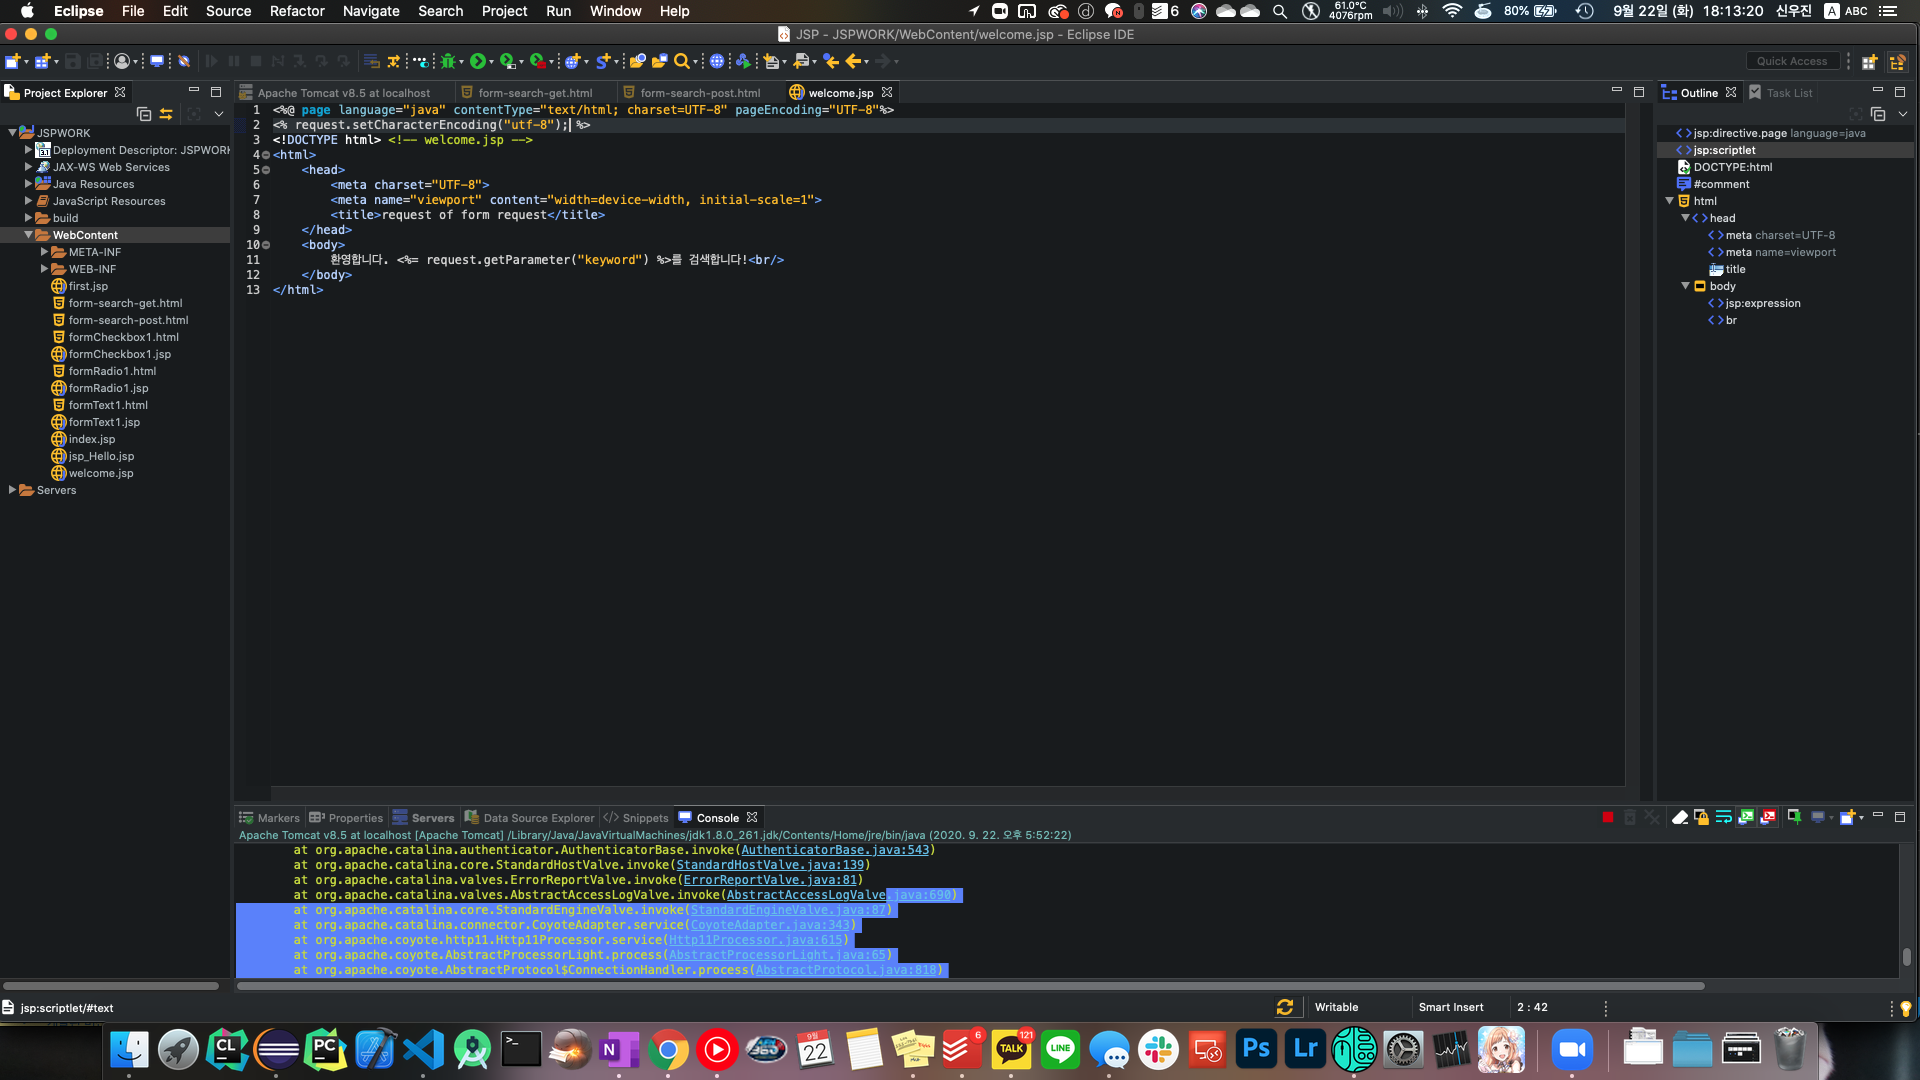 Eclipse File Edit Source Refactor Navigate Search Project Run Window Help
6 61.0°C 4076rpm 80% 9월 22일 (화) 18:13:20 신우진 A ABC
JSP - JSPWORK/WebContent/welcome.jsp - Eclipse IDE
Quick Access
Project Explorer
JSPWORK
Deployment Descriptor: JSPWORK
JAX-WS Web Services
Java Resources
JavaScript Resources
build
WebContent
META-INF
WEB-INF
first.jsp
form-search-get.html
form-search-post.html
formCheckbox1.html
formCheckbox1.jsp
formRadio1.html
formRadio1.jsp
formText1.html
formText1.jsp
index.jsp
jsp_Hello.jsp
welcome.jsp
Servers
Apache Tomcat v8.5 at localhost form-search-get.html form-search-post.html welcome.jsp
1 <%@ page language="java" contentType="text/html; charset=UTF-8" pageEncoding="UTF-8"%>
2 <% request.setCharacterEncoding("utf-8"); %>
3 <!DOCTYPE html> <!-- welcome.jsp -->
4 <html>
5 <head>
6 <meta charset="UTF-8">
7 <meta name="viewport" content="width=device-width, initial-scale=1">
8 <title>request of form request</title>
9 </head>
10 <body>
11 환영합니다. <%= request.getParameter("keyword") %>를 검색합니다!<br/>
12 </body>
13 </html>
Outline Task List
jsp:directive.page language=java
jsp:scriptlet
DOCTYPE:html
#comment
html
head
meta charset=UTF-8
meta name=viewport
title
body
jsp:expression
br
Markers Properties Servers Data Source Explorer Snippets Console
Apache Tomcat v8.5 at localhost [Apache Tomcat] /Library/Java/JavaVirtualMachines/jdk1.8.0_261.jdk/Contents/Home/jre/bin/java (2020. 9. 22. 오후 5:52:22)
at org.apache.catalina.authenticator.AuthenticatorBase.invoke(AuthenticatorBase.java:543)
at org.apache.catalina.core.StandardHostValve.invoke(StandardHostValve.java:139)
at org.apache.catalina.valves.ErrorReportValve.invoke(ErrorReportValve.java:81)
at org.apache.catalina.valves.AbstractAccessLogValve.invoke(AbstractAccessLogValve.java:690)
at org.apache.catalina.core.StandardEngineValve.invoke(StandardEngineValve.java:87)
at org.apache.catalina.connector.CoyoteAdapter.service(CoyoteAdapter.java:343)
at org.apache.coyote.http11.Http11Processor.service(Http11Processor.java:615)
at org.apache.coyote.AbstractProcessorLight.process(AbstractProcessorLight.java:65)
at org.apache.coyote.AbstractProtocol$ConnectionHandler.process(AbstractProtocol.java:818)
jsp:scriptlet/#text Writable Smart Insert 2 : 42
CL PC N 9월 22 6 TALK 121 LINE Ps Lr